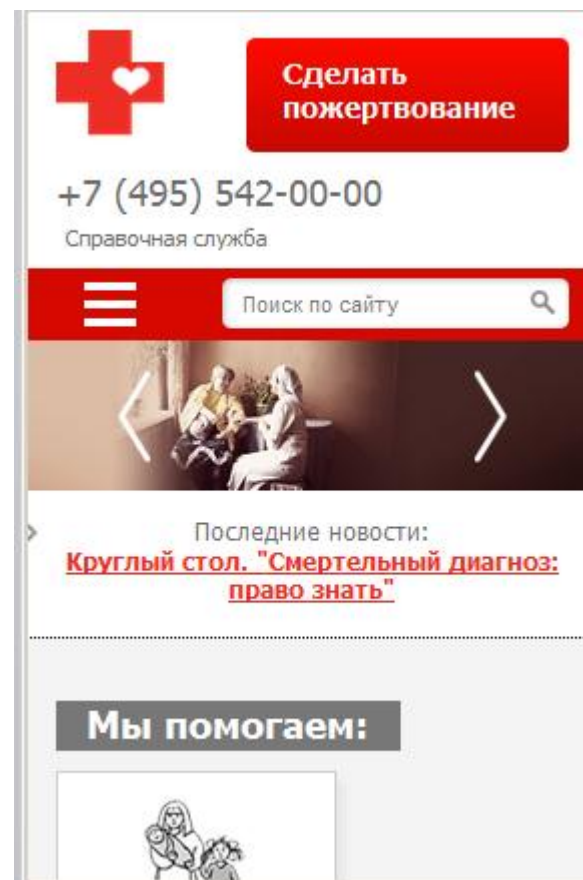 Сделать
пожертвование
+7 (495) 542-00-00
Справочная служба
Поиск по сайту
Последние новости:
Круглый стол. "Смертельный диагноз:
право знать"
Мы помогаем: